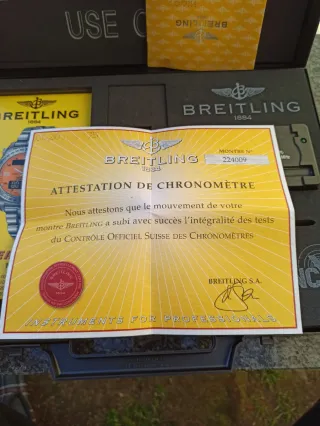 USE O
BREITLING
1884
BREITLING
1884
BREITLING
1884
MONTRE No
224009
ATTESTATION DE CHRONOMÈTRE
Nous attestons que le mouvement de votre
montre BREITLING a subi avec succès l'intégralité des tests
du CONTRÔLE OFFICIEL SUISSE DES CHRONOMÈTRES
BREITLING S.A.
BREITLING
INSTRUMENTS FOR PROFESSIONALS